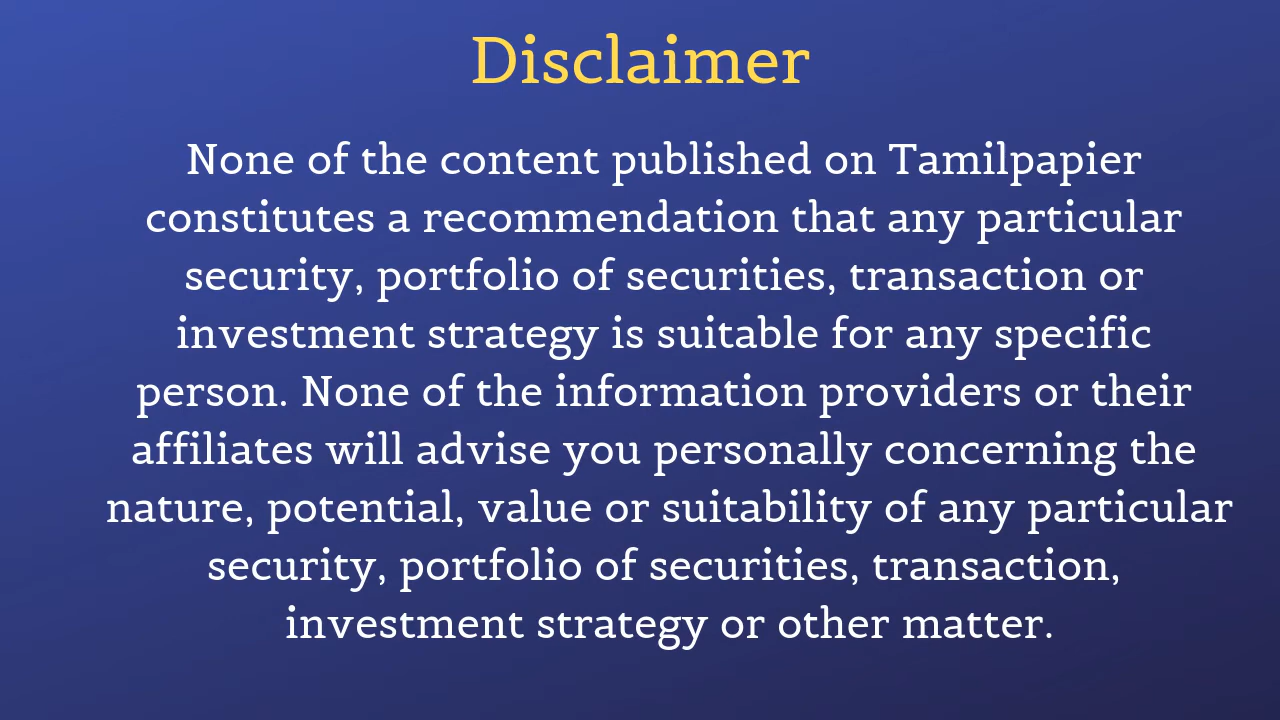 Disclaimer
None of the content published on Tamilpapier
constitutes a recommendation that any particular
security, portfolio of securities, transaction or
investment strategy is suitable for any specific
person. None of the information providers or their
affiliates will advise you personally concerning the
nature, potential, value or suitability of any particular
security, portfolio of securities, transaction,
investment strategy or other matter.